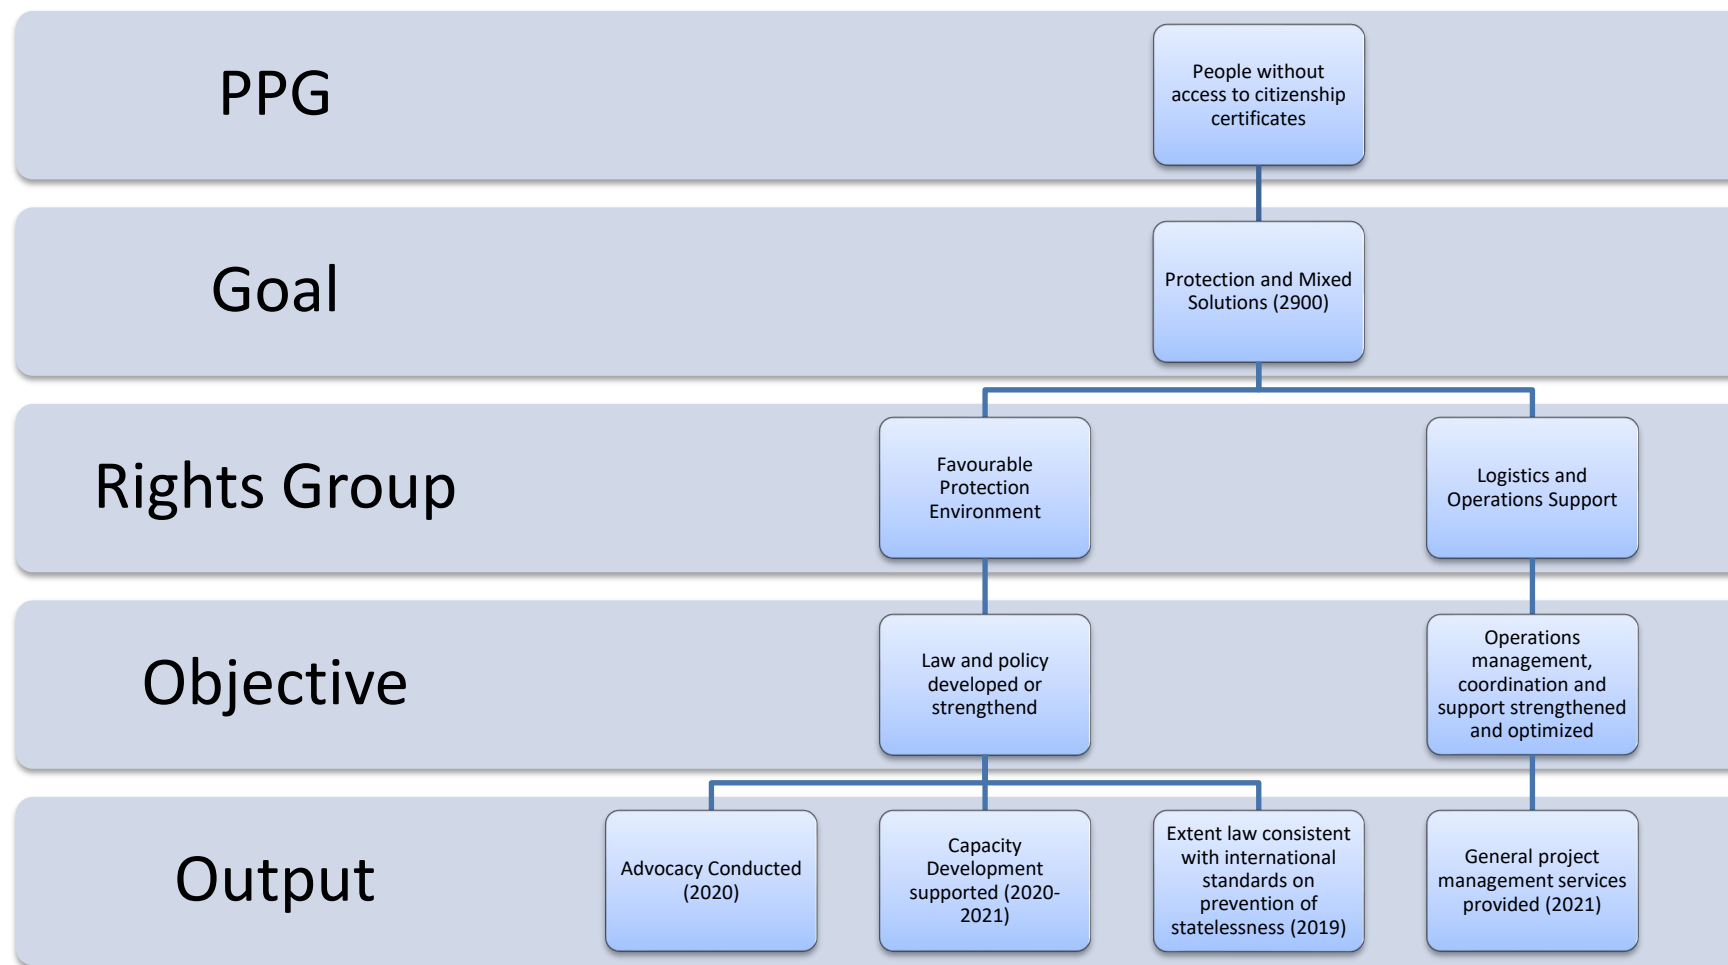 PPG
People without
access to citizenship
certificates
Goal
Protection and Mixed
Solutions (2900)
Rights Group
Favourable
Protection
Environment
Logistics and
Operations Support
Objective
Law and policy
developed or
strengthend
Operations
management,
coordination and
support strengthened
and optimized
Output
Advocacy Conducted
(2020)
Capacity
Development
supported (2020-
2021)
Extent law consistent
with international
standards on
prevention of
statelessness (2019)
General project
management services
provided (2021)